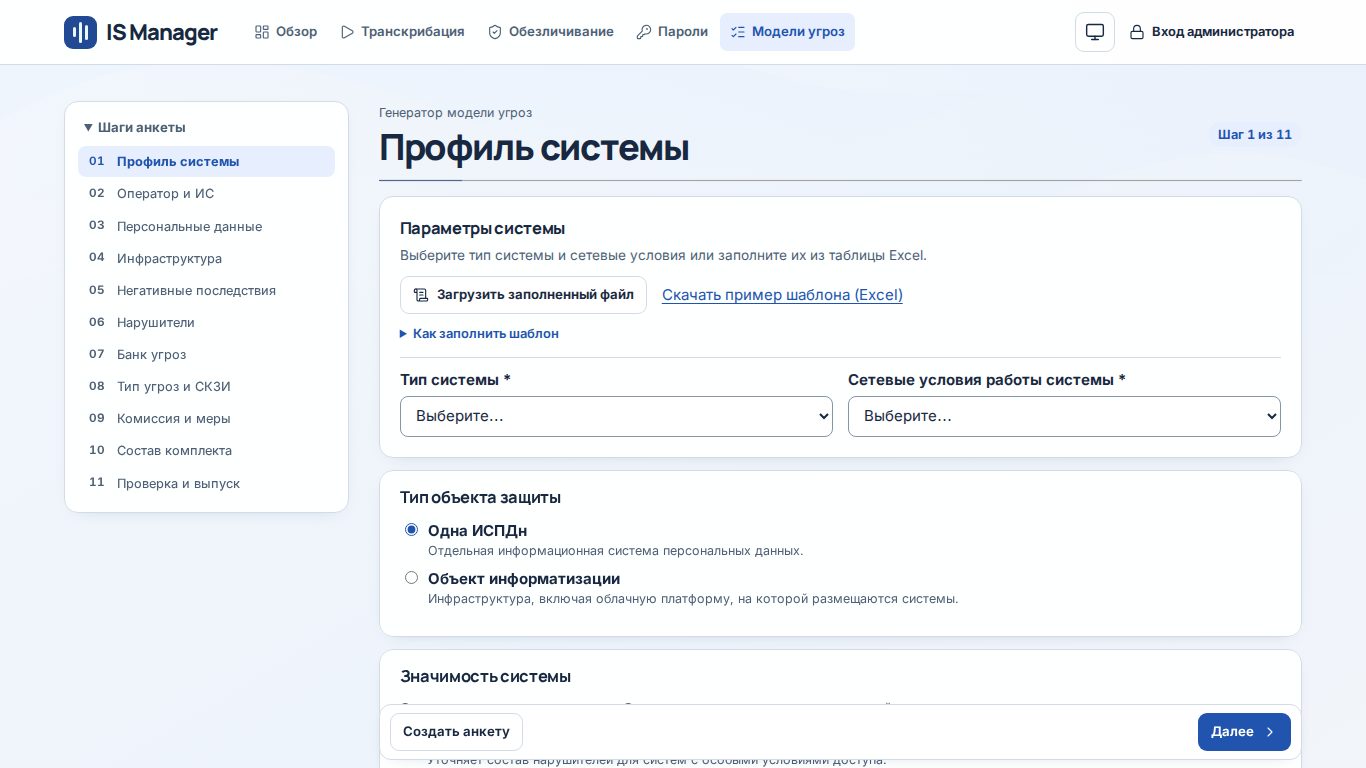 IS Manager
Обзор
Транскрибация
Обезличивание
Пароли
Модели угроз
Вход администратора
Шаги анкеты
01 Профиль системы
02 Оператор и ИС
03 Персональные данные
04 Инфраструктура
05 Негативные последствия
06 Нарушители
07 Банк угроз
08 Тип угроз и СКЗИ
09 Комиссия и меры
10 Состав комплекта
11 Проверка и выпуск
Генератор модели угроз
Профиль системы
Шаг 1 из 11
Параметры системы
Выберите тип системы и сетевые условия или заполните их из таблицы Excel.
Загрузить заполненный файл
Скачать пример шаблона (Excel)
Как заполнить шаблон
Тип системы *
Сетевые условия работы системы *
Выберите...
Выберите...
Тип объекта защиты
Одна ИСПДн
Отдельная информационная система персональных данных.
Объект информатизации
Инфраструктура, включая облачную платформу, на которой размещаются системы.
Значимость системы
Создать анкету
Далее
Уточняет состав нарушителей для систем с особыми условиями доступа.